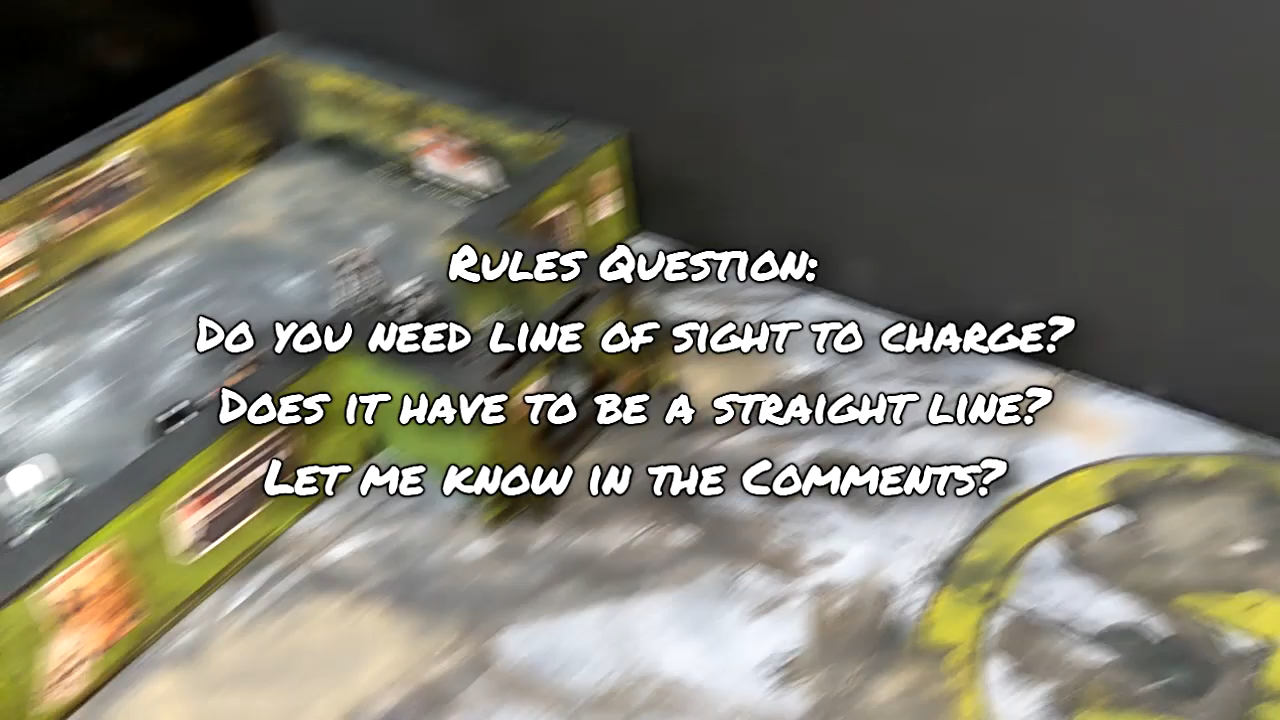 Rules Question:
Do you need line of sight to charge?
Does it have to be a straight line?
Let me know in the Comments?